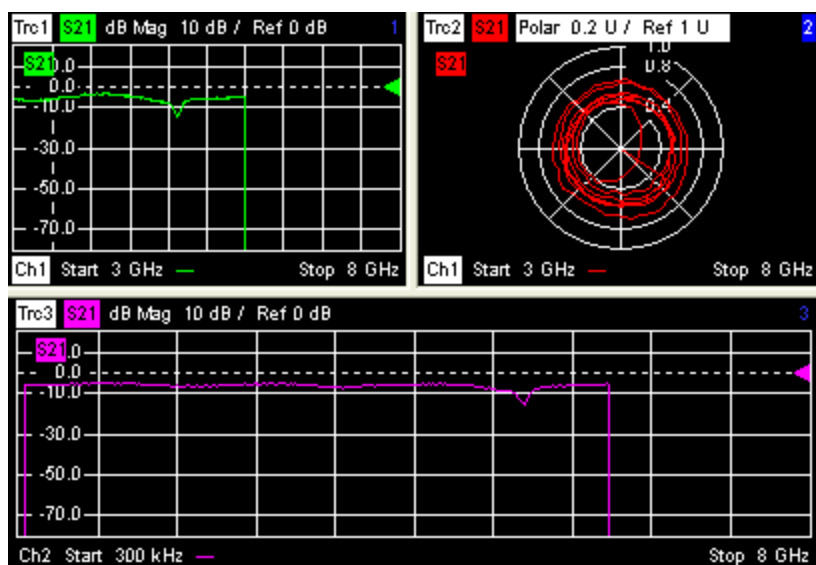 Trc1 S21 dB Mag 10 dB / Ref 0 dB 1
S21
0.0
-10.0
-30.0
-50.0
-70.0
Ch1 Start 3 GHz — Stop 8 GHz
Trc2 S21 Polar 0.2 U / Ref 1 U 2
S21
1.0
0.8
0.4
Ch1 Start 3 GHz — Stop 8 GHz
Trc3 S21 dB Mag 10 dB / Ref 0 dB 3
S21
0.0
-10.0
-30.0
-50.0
-70.0
Ch2 Start 300 kHz — Stop 8 GHz